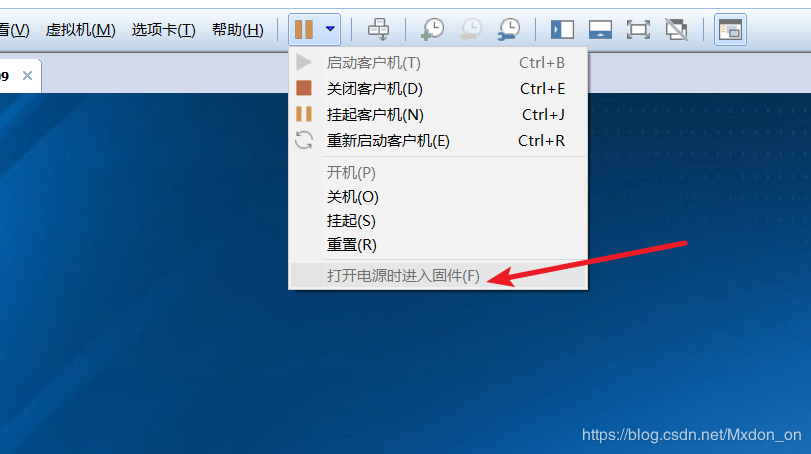 看(V) 虚拟机(M) 选项卡(T) 帮助(H)
09 ×
启动客户机(T) Ctrl+B
关闭客户机(D) Ctrl+E
挂起客户机(N) Ctrl+J
重新启动客户机(E) Ctrl+R
开机(P)
关机(O)
挂起(S)
重置(R)
打开电源时进入固件(F)
https://blog.csdn.net/Mxdon_on